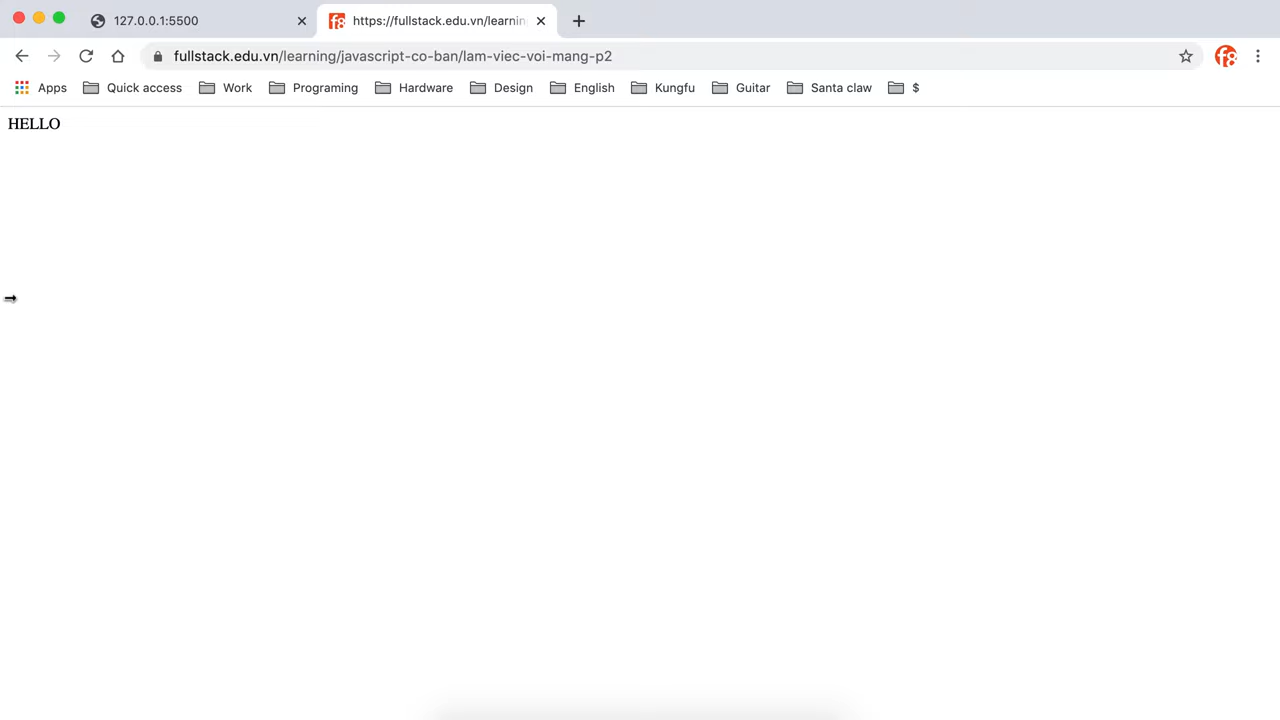 127.0.0.1:5500
https://fullstack.edu.vn/learnin
fullstack.edu.vn/learning/javascript-co-ban/lam-viec-voi-mang-p2
Apps Quick access Work Programing Hardware Design English Kungfu Guitar Santa claw $
HELLO